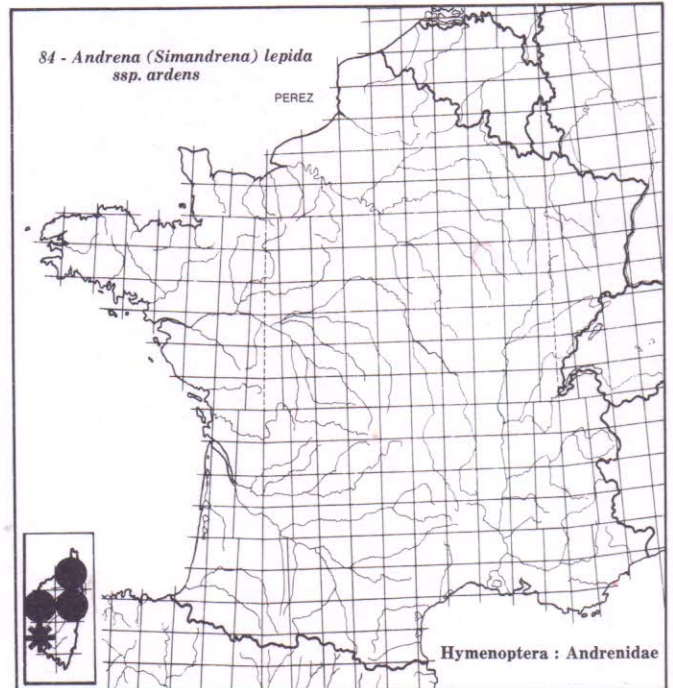 84 - Andrena (Simandrena) lepida
ssp. ardens
PEREZ
Hymenoptera : Andrenidae